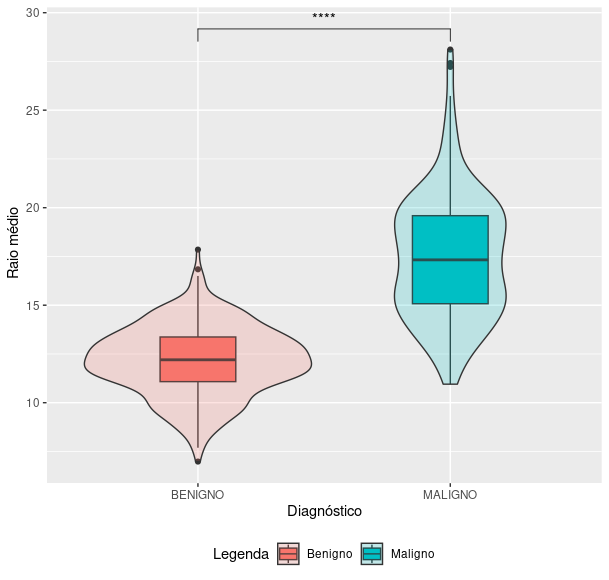 ****
30
25
20
15
10
Raio médio
BENIGNO MALIGNO
Diagnóstico
Legenda Benigno Maligno